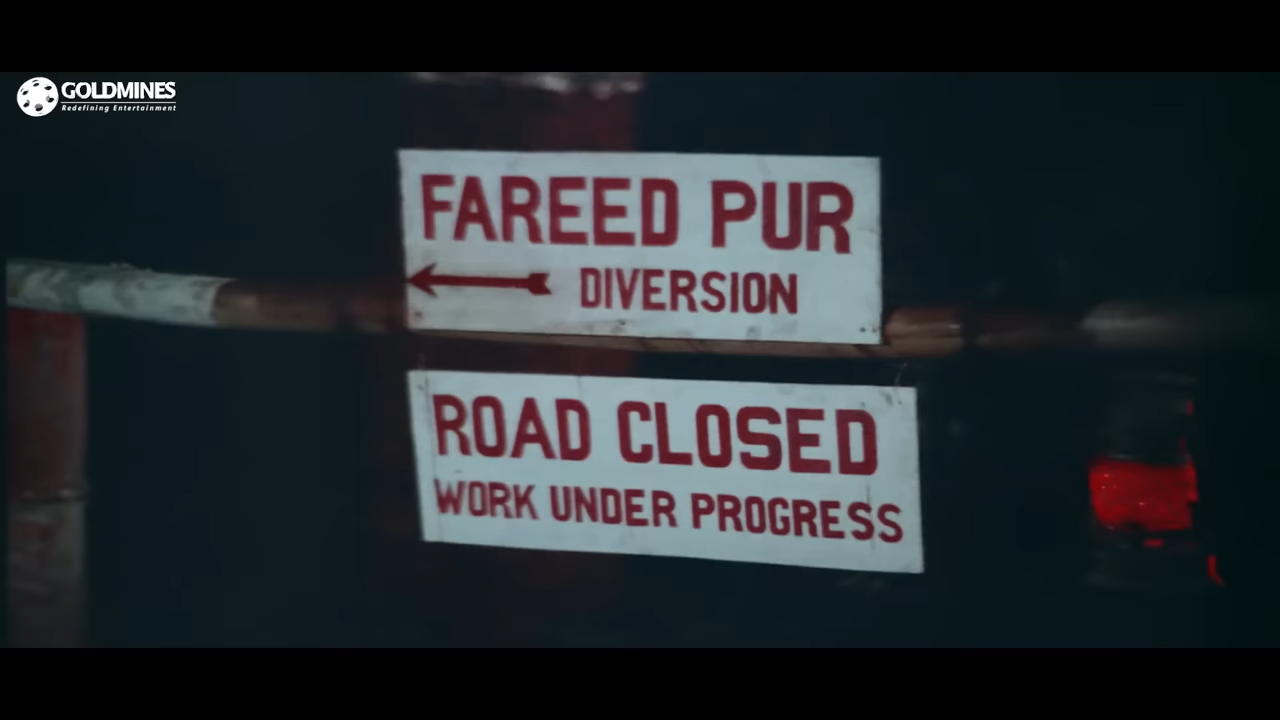 GOLDMINES
Redefining Entertainment
FAREED PUR
DIVERSION
ROAD CLOSED
WORK UNDER PROGRESS